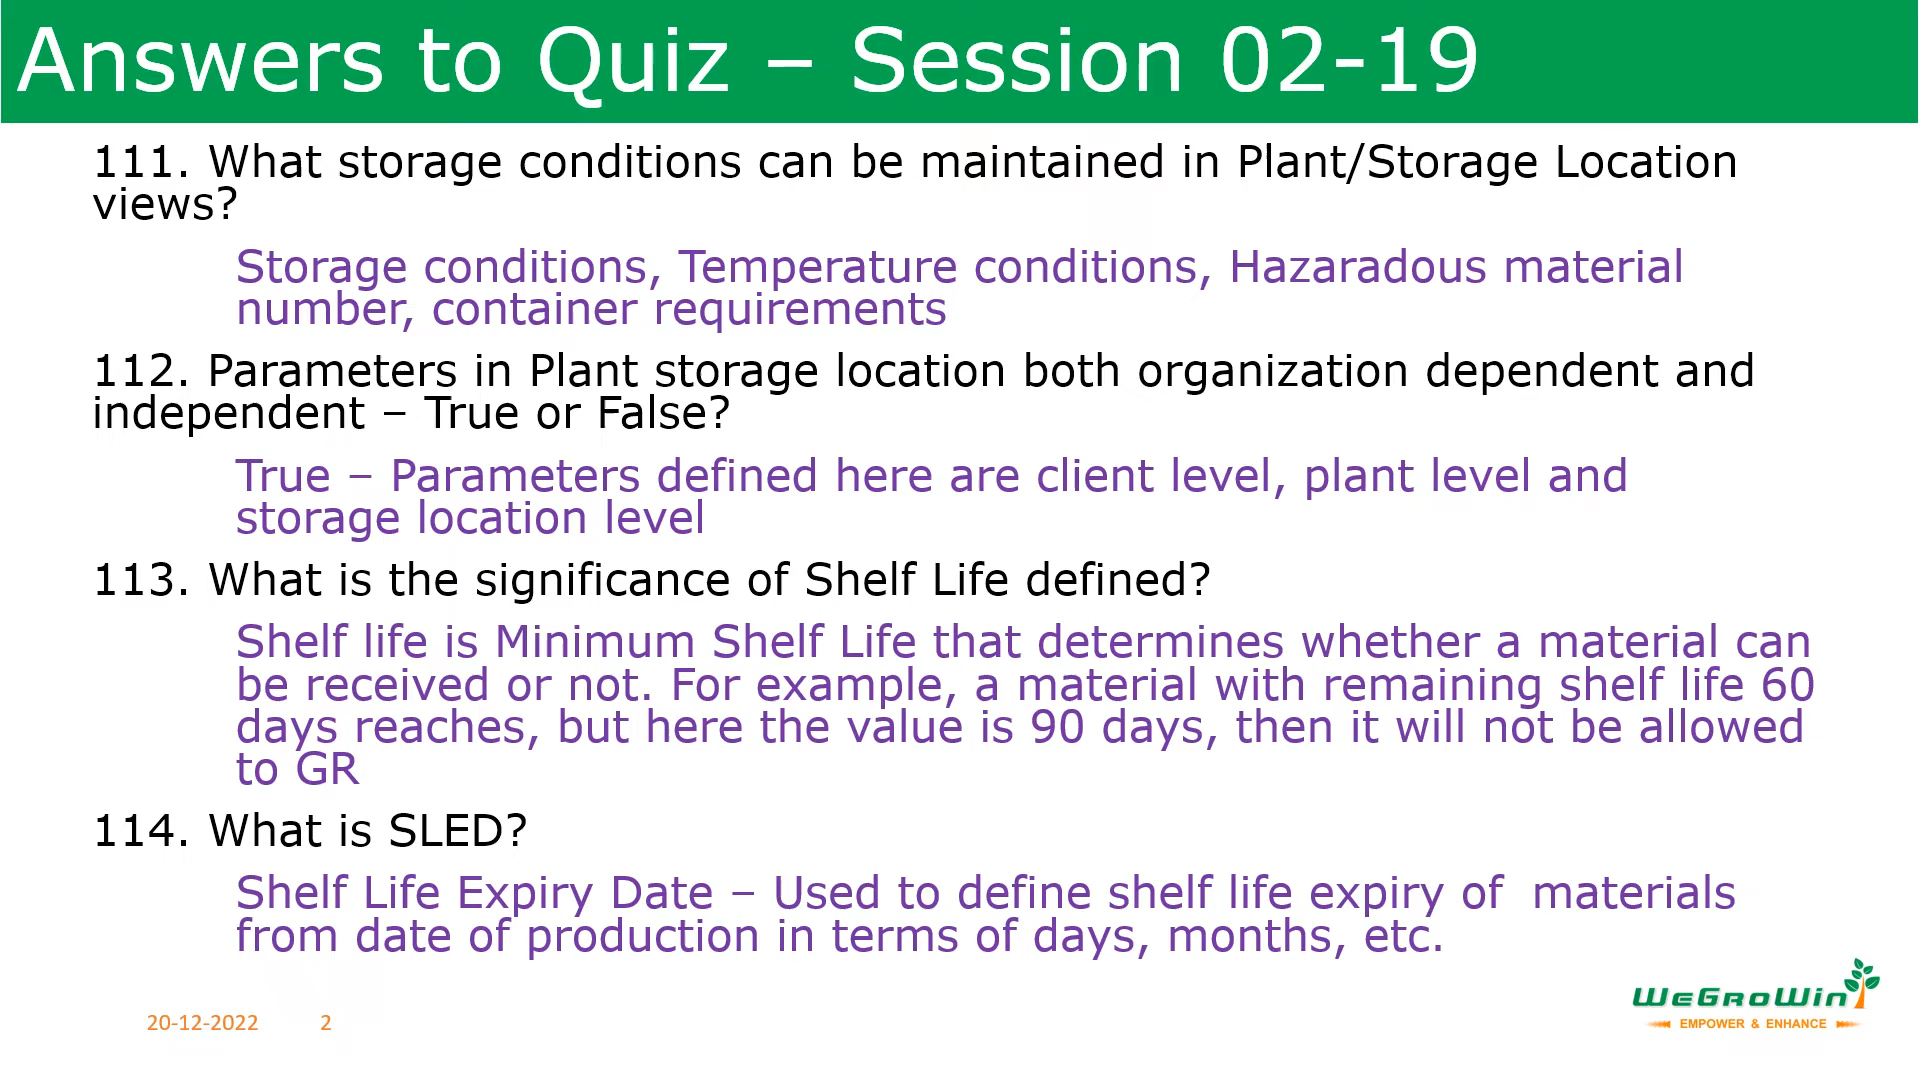 Answers to Quiz – Session 02-19
111. What storage conditions can be maintained in Plant/Storage Location
views?
Storage conditions, Temperature conditions, Hazaradous material
number, container requirements
112. Parameters in Plant storage location both organization dependent and
independent – True or False?
True – Parameters defined here are client level, plant level and
storage location level
113. What is the significance of Shelf Life defined?
Shelf life is Minimum Shelf Life that determines whether a material can
be received or not. For example, a material with remaining shelf life 60
days reaches, but here the value is 90 days, then it will not be allowed
to GR
114. What is SLED?
Shelf Life Expiry Date – Used to define shelf life expiry of materials
from date of production in terms of days, months, etc.
WeGroWin
EMPOWER & ENHANCE
20-12-2022 2